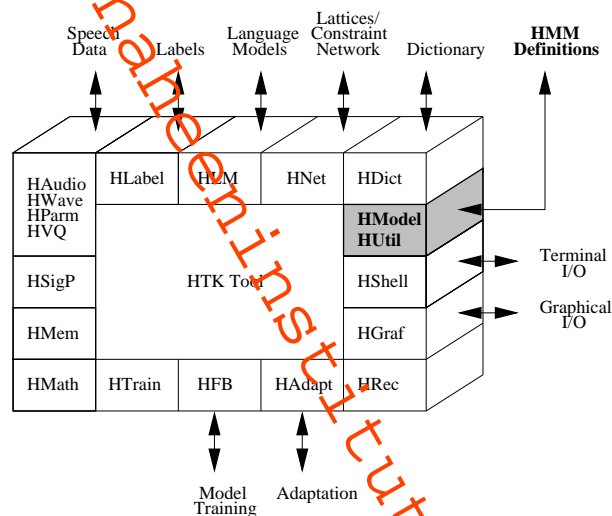 Speech
Data
Labels
Language
Models
Lattices/
Constraint
Network
Dictionary
HMM
Definitions
HAudio
HWave
HParm
HVQ
HLabel
HLM
HNet
HDict
HModel
HUtil
HSigP
HTK Tool
HShell
Terminal
I/O
HMem
HGraf
Graphical
I/O
HMath
HTrain
HFB
HAdapt
HRec
Model
Training
Adaptation
naheeninstitut